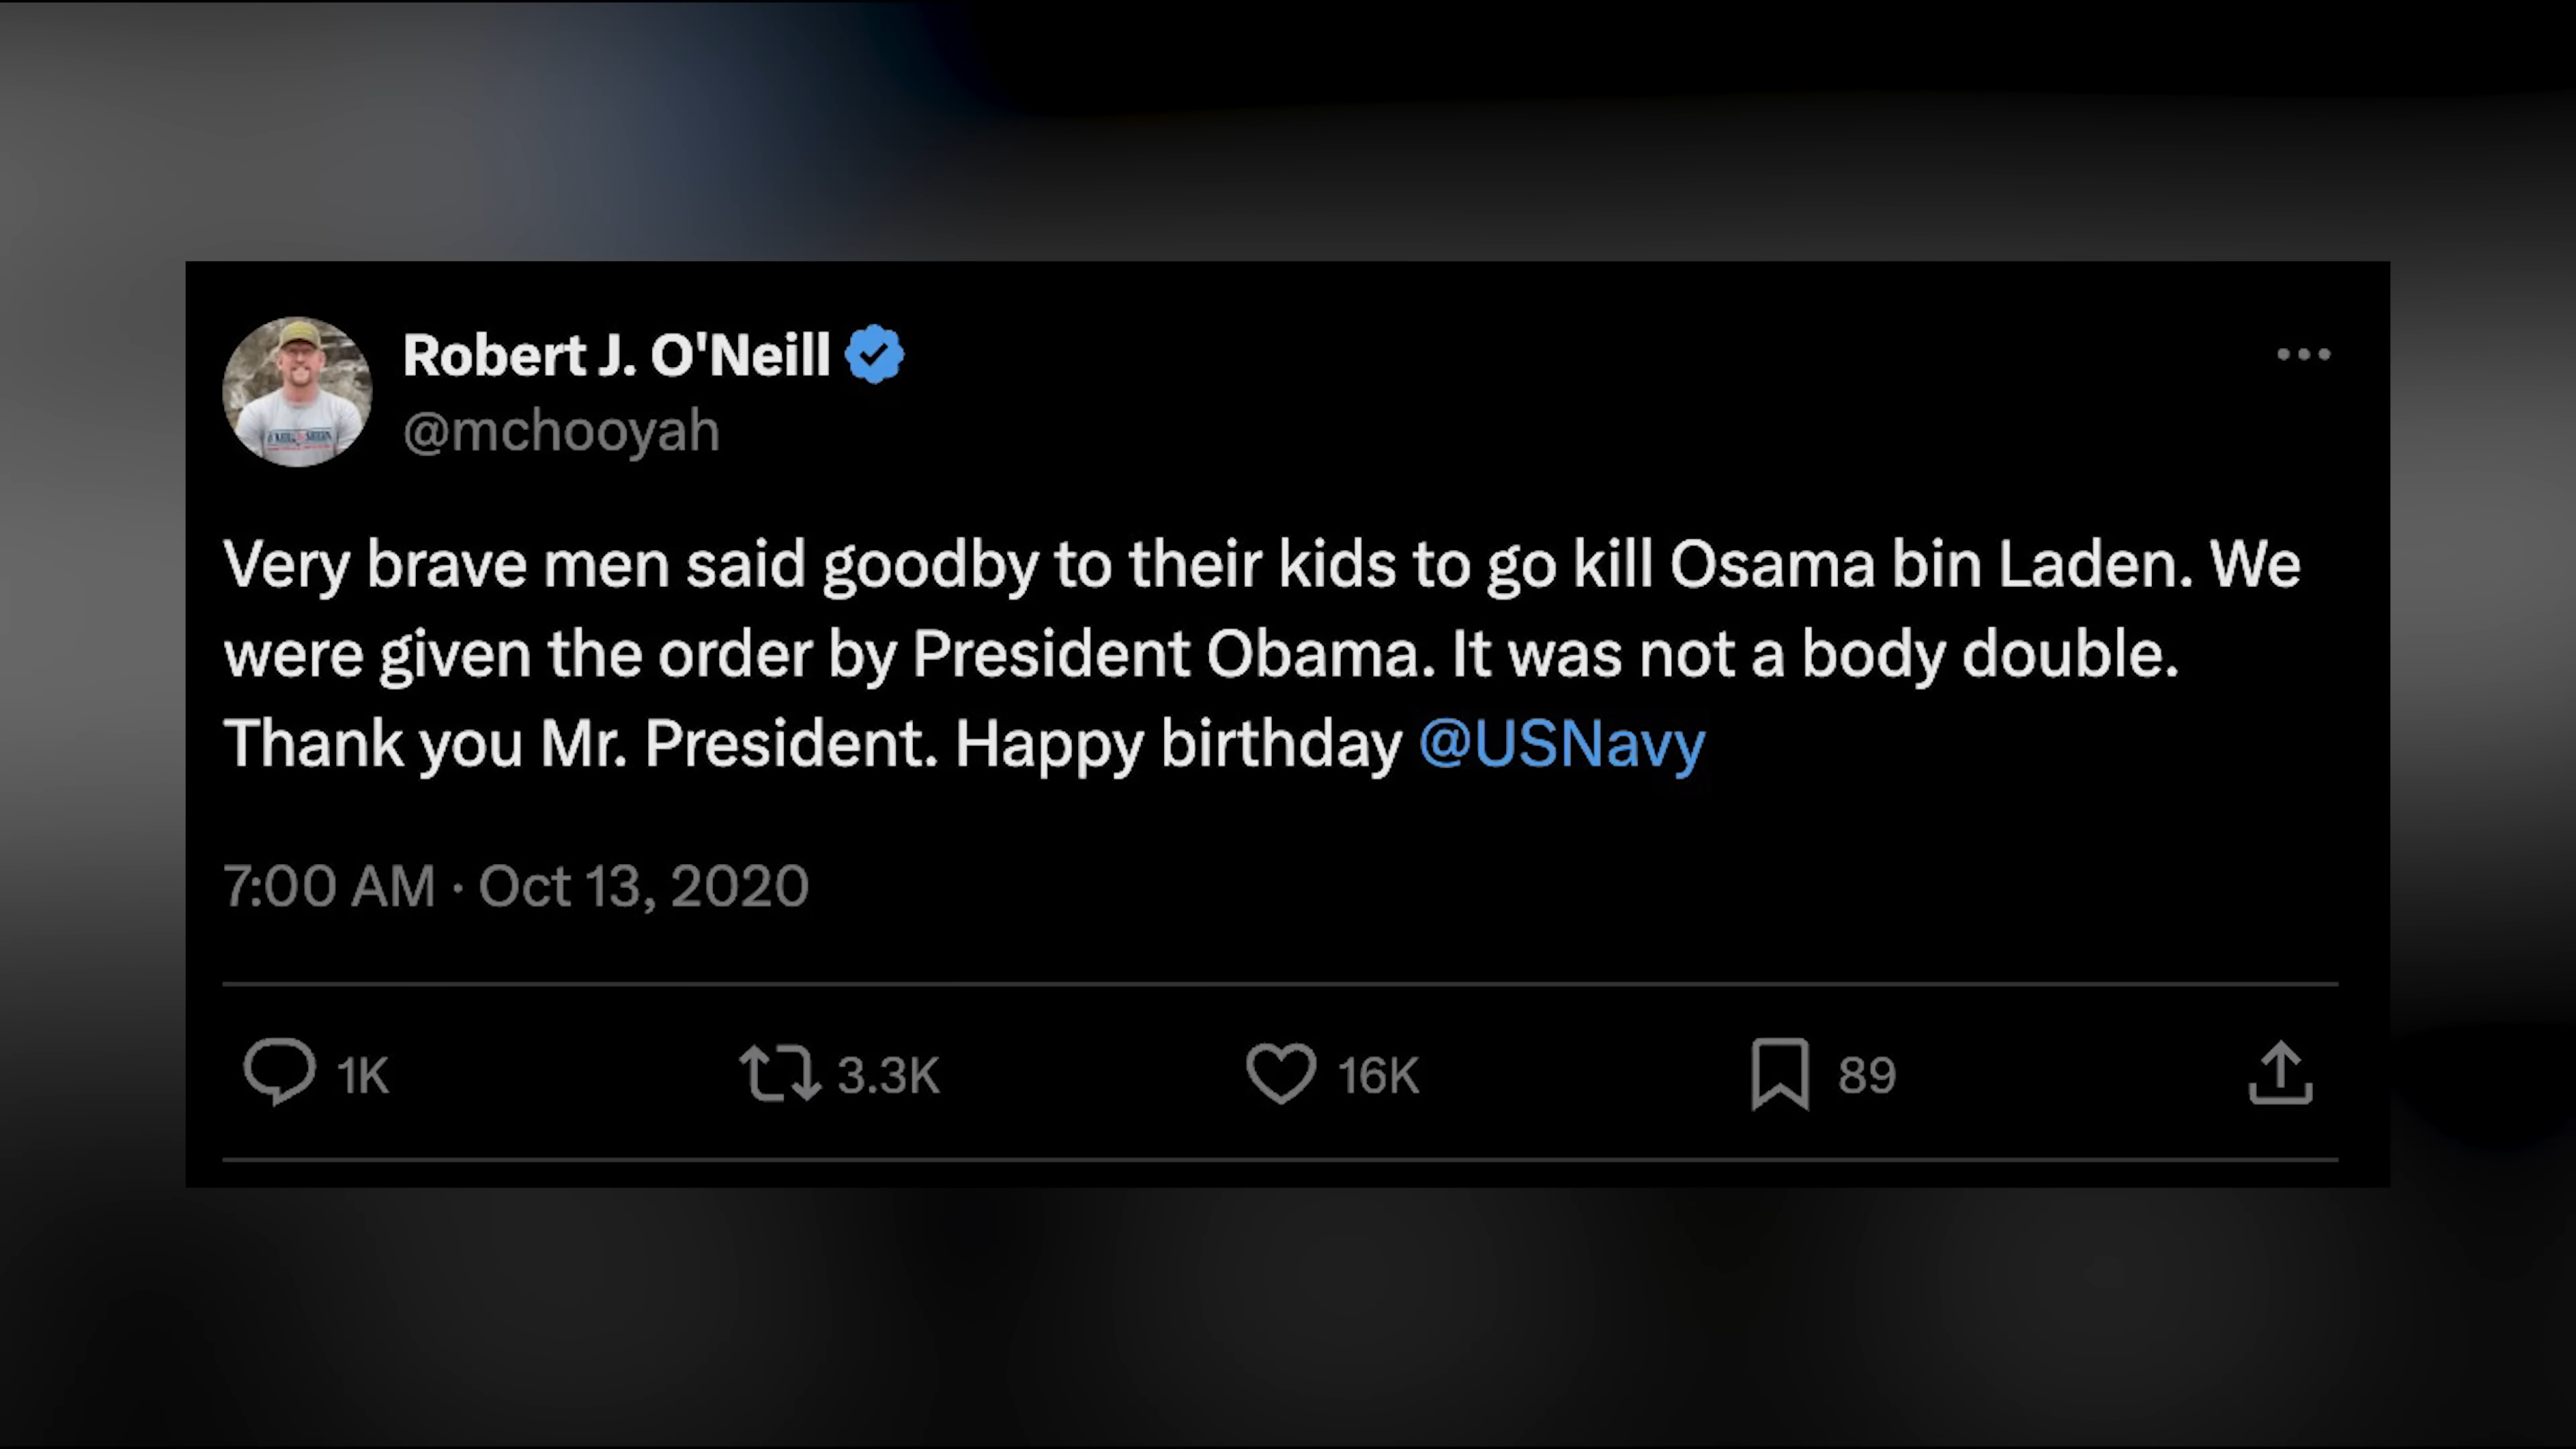 Robert J. O'Neill
@mchooyah
Very brave men said goodby to their kids to go kill Osama bin Laden. We
were given the order by President Obama. It was not a body double.
Thank you Mr. President. Happy birthday @USNavy
7:00 AM · Oct 13, 2020
1K 3.3K 16K 89